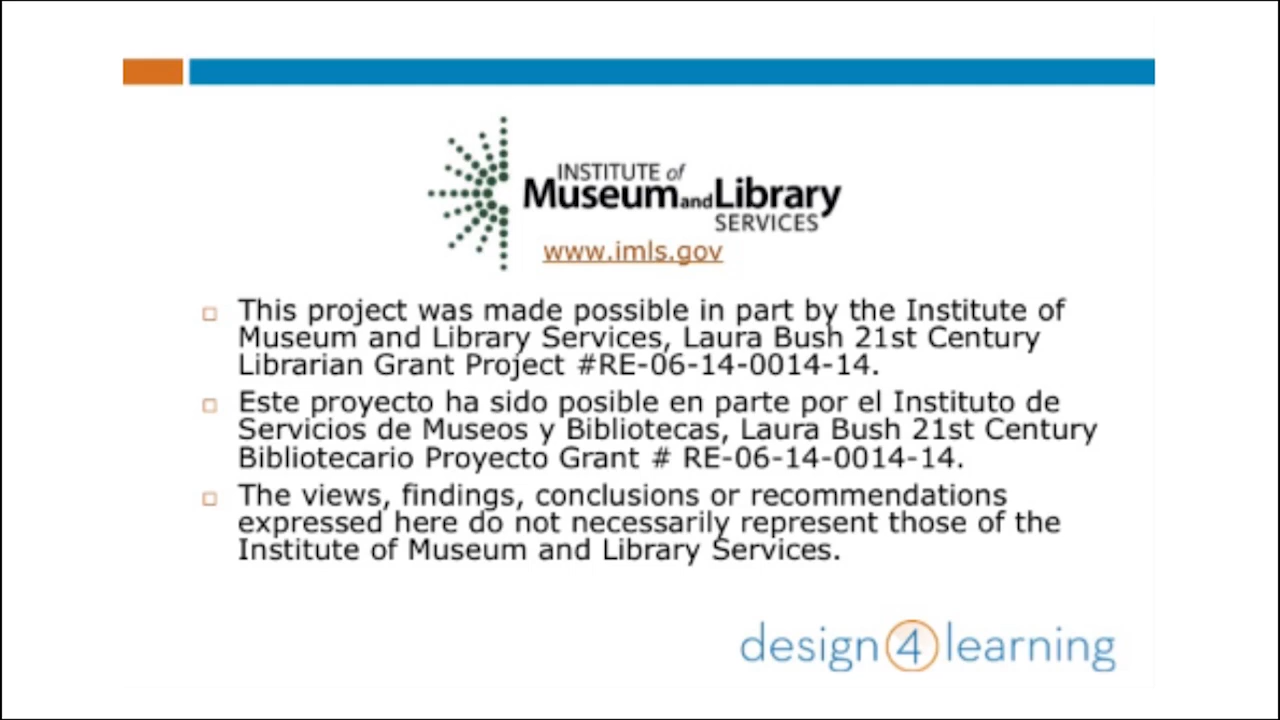 INSTITUTE of
Museum and Library
SERVICES
www.imls.gov
This project was made possible in part by the Institute of
Museum and Library Services, Laura Bush 21st Century
Librarian Grant Project #RE-06-14-0014-14.
Este proyecto ha sido posible en parte por el Instituto de
Servicios de Museos y Bibliotecas, Laura Bush 21st Century
Bibliotecario Proyecto Grant # RE-06-14-0014-14.
The views, findings, conclusions or recommendations
expressed here do not necessarily represent those of the
Institute of Museum and Library Services.
design 4 learning